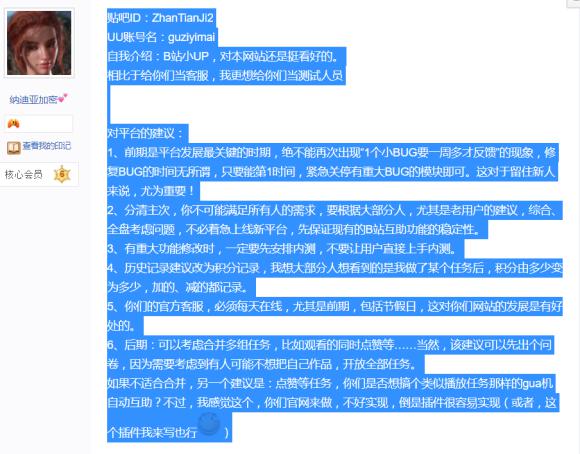 贴吧ID：ZhanTianJi2
UU账号名：guziyimai
自我介绍：B站小UP，对本网站还是挺看好的。
相比于给你们当客服，我更想给你们当测试人员
纳迪亚加密
查看我的印记
核心会员 6
对平台的建议：
1、前期是平台发展最关键的时期，绝不能再次出现“1个小BUG要一周多才反馈”的现象，修
复BUG的时间无所谓，只要能第1时间，紧急关停有重大BUG的模块即可。这对于留住新人
来说，尤为重要！
2、分清主次，你不可能满足所有人的需求，要根据大部分人，尤其是老用户的建议，综合、
全盘考虑问题，不必着急上线新平台，先保证现有的B站互助功能的稳定性。
3、有重大功能修改时，一定要先安排内测，不要让用户直接上手内测。
4、历史记录建议改为积分记录，我想大部分人想看到的是我做了某个任务后，积分由多少变
为多少，加的、减的都记录。
5、你们的官方客服，必须每天在线，尤其是前期，包括节假日，这对你们网站的发展是有好
处的。
6、后期：可以考虑合并多组任务，比如观看的同时点赞等……当然，该建议可以先出个问
卷，因为需要考虑到有人可能不想把自己作品，开放全部任务。
如果不适合合并，另一个建议是：点赞等任务，你们是否想搞个类似播放任务那样的gua机
自动互助？不过，我感觉这个，你们官网来做，不好实现，倒是插件很容易实现（或者，这
个插件我来写也行）